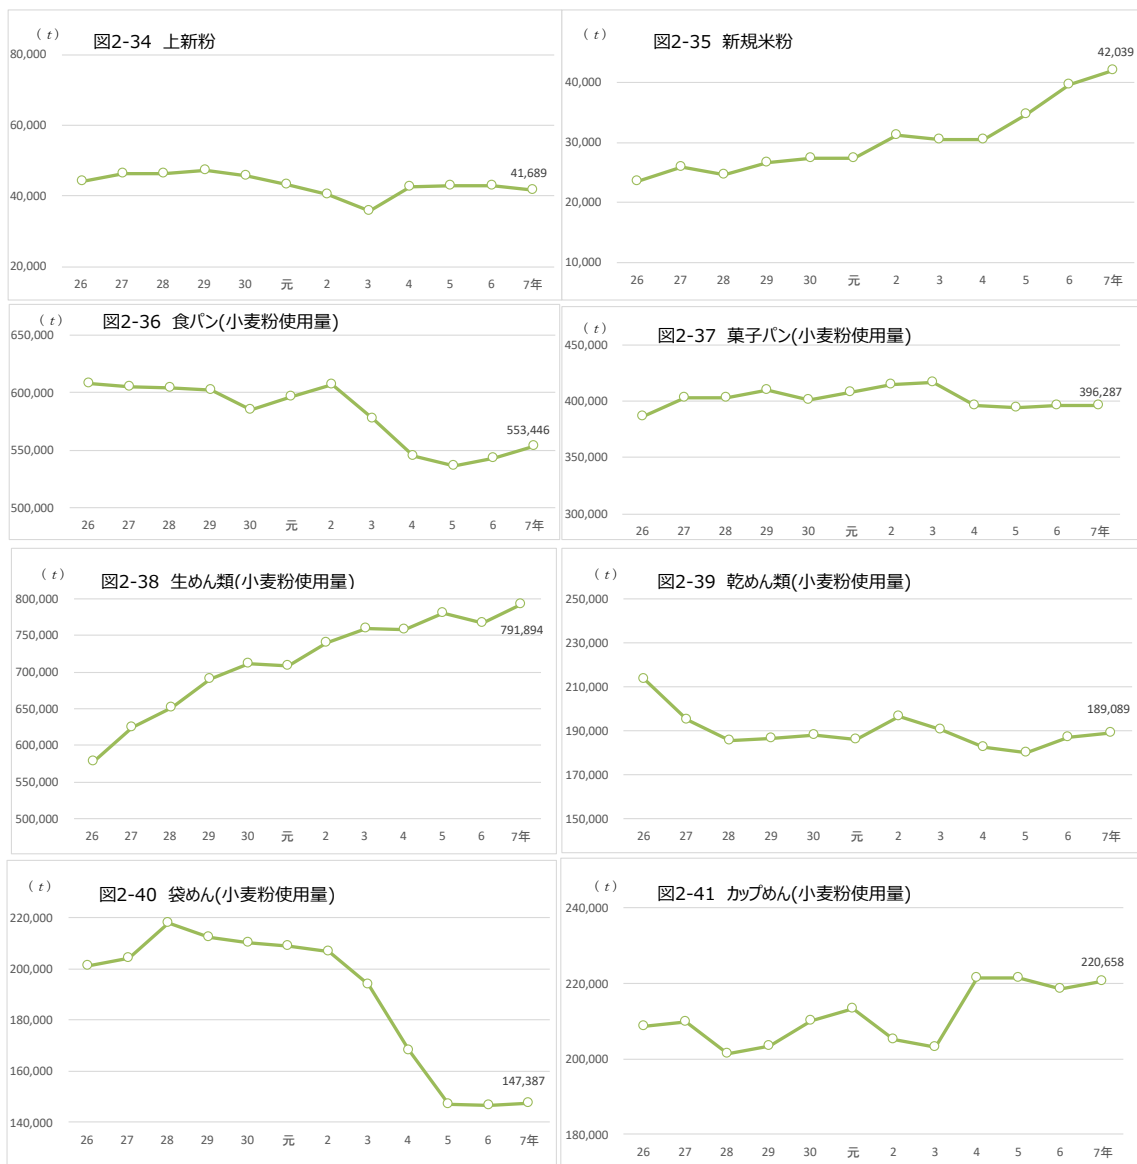 (t)
図2-34 上新粉
80,000
60,000
40,000
20,000
41,689
26 27 28 29 30 元 2 3 4 5 6 7年
(t)
図2-35 新規米粉
42,039
40,000
30,000
20,000
10,000
26 27 28 29 30 元 2 3 4 5 6 7年
(t)
図2-36 食パン(小麦粉使用量)
650,000
600,000
550,000
500,000
553,446
26 27 28 29 30 元 2 3 4 5 6 7年
(t)
図2-37 菓子パン(小麦粉使用量)
450,000
400,000
350,000
300,000
396,287
26 27 28 29 30 元 2 3 4 5 6 7年
(t)
図2-38 生めん類(小麦粉使用量)
800,000
750,000
700,000
650,000
600,000
550,000
500,000
791,894
26 27 28 29 30 元 2 3 4 5 6 7年
(t)
図2-39 乾めん類(小麦粉使用量)
250,000
230,000
210,000
190,000
170,000
150,000
189,089
26 27 28 29 30 元 2 3 4 5 6 7年
(t)
図2-40 袋めん(小麦粉使用量)
220,000
200,000
180,000
160,000
140,000
147,387
26 27 28 29 30 元 2 3 4 5 6 7年
(t)
図2-41 カップめん(小麦粉使用量)
240,000
220,000
200,000
180,000
220,658
26 27 28 29 30 元 2 3 4 5 6 7年